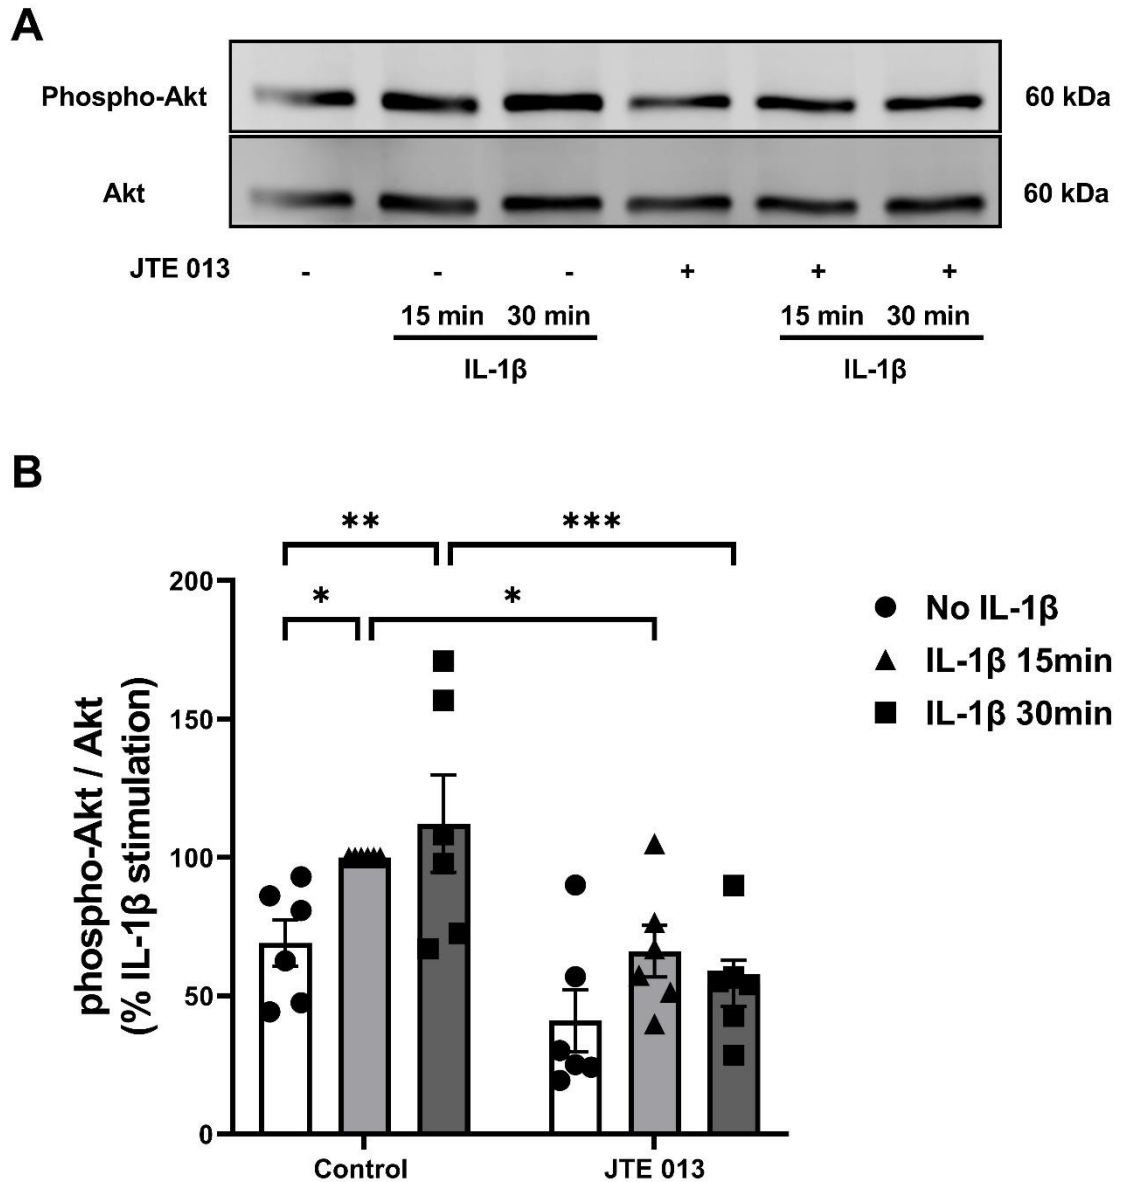 A
Phospho-Akt 60 kDa
Akt 60 kDa
JTE 013 - - - + + +
15 min 30 min 15 min 30 min
IL-1β IL-1β
B
** ***
* *
200
150
100
50
0
phospho-Akt / Akt
(% IL-1β stimulation)
No IL-1β
IL-1β 15min
IL-1β 30min
Control JTE 013